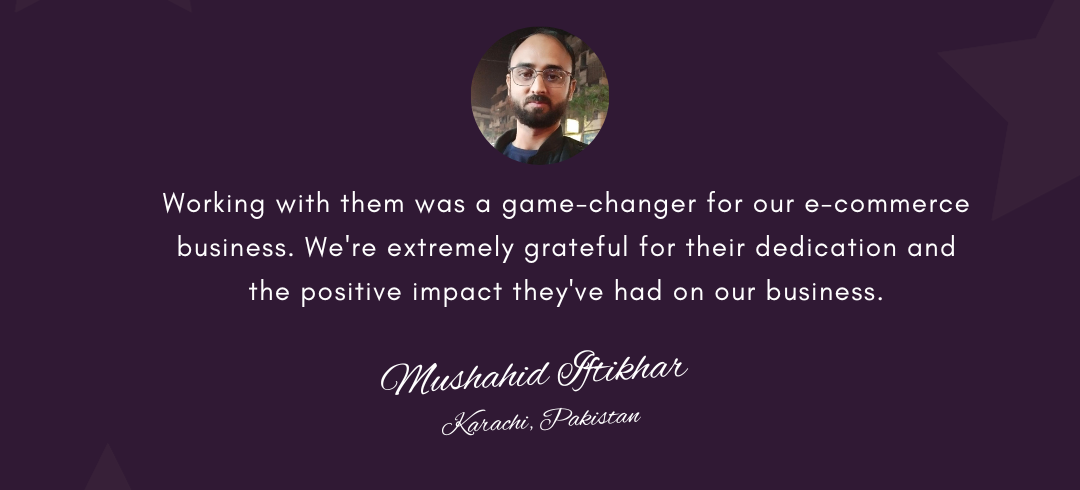 Working with them was a game-changer for our e-commerce
business. We're extremely grateful for their dedication and
the positive impact they've had on our business.
Mushahid Iftikhar
Karachi, Pakistan